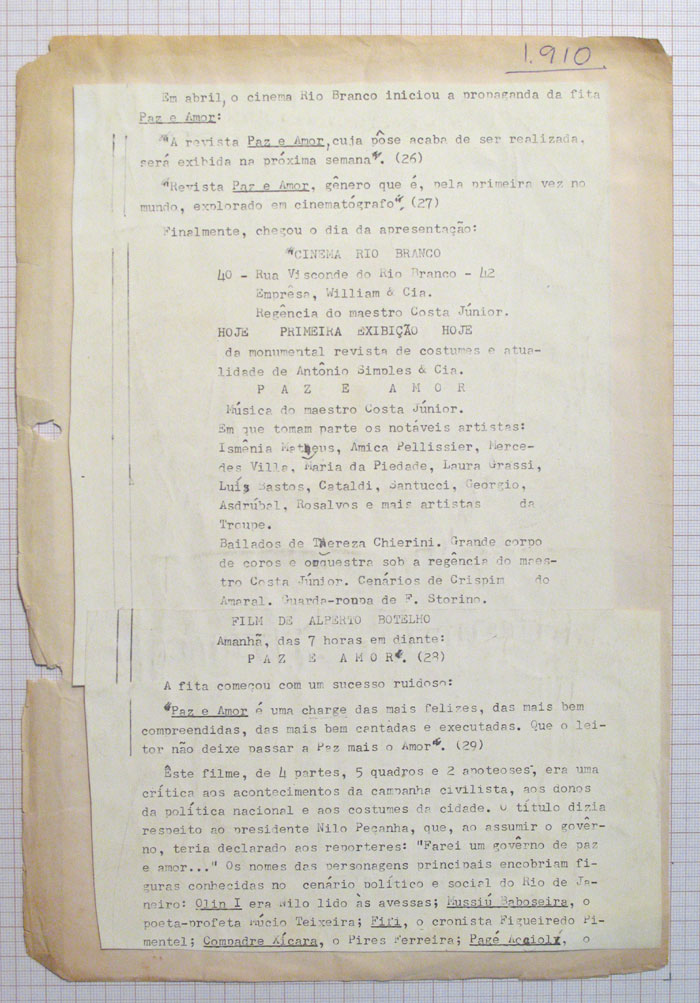 1.910
Em abril, o cinema Rio Branco iniciou a propaganda da fita
Paz e Amor:
"A revista Paz e Amor, cuja pôse acaba de ser realizada,
será exibida na próxima semana". (26)
"Revista Paz e Amor, gênero que é, pela primeira vez no
mundo, explorado em cinematógrafo". (27)
Finalmente, chegou o dia da apresentação:
"CINEMA RIO BRANCO
40 - Rua Visconde do Rio Branco - 42
Emprêsa, William & Cia.
Regência do maestro Costa Júnior.
HOJE PRIMEIRA EXIBIÇÃO HOJE
da monumental revista de costumes e atua-
lidade de Antônio Simples & Cia.
P A Z E A M O R
Música do maestro Costa Júnior.
Em que tomam parte os notáveis artistas:
Ismênia Matheus, Amica Pellissier, Merce-
des Villa, Maria da Piedade, Laura Grassi,
Luís Bastos, Cataldi, Santucci, Georgio,
Asdrúbal, Rosalvos e mais artistas da
Troupe.
Bailados de Thereza Chierini. Grande corpo
de coros e orquestra sob a regência do maes-
tro Costa Júnior. Cenários de Crispim do
Amaral. Guarda-roupa de F. Storino.
FILM DE ALBERTO BOTELHO
Amanhã, das 7 horas em diante:
P A Z E A M O R". (28)
A fita começou com um sucesso ruidoso:
"Paz e Amor é uma charge das mais felizes, das mais bem
compreendidas, das mais bem cantadas e executadas. Que o lei-
tor não deixe passar a Paz mais o Amor". (29)
Êste filme, de 4 partes, 5 quadros e 2 apoteoses, era uma
crítica aos acontecimentos da campanha civilista, aos donos
da política nacional e aos costumes da cidade. O título dizia
respeito ao presidente Nilo Peçanha, que, ao assumir o govêr-
no, teria declarado aos reporteres: "Farei um govêrno de paz
e amor..." Os nomes das personagens principais encobriam fi-
guras conhecidas no cenário político e social do Rio de Ja-
neiro: Olin I era Nilo lido às avessas; Mussiú Baboseira, o
poeta-profeta Múcio Teixeira; Fifi, o cronista Figueiredo Pi-
mentel; Compadre Xícara, o Pires Ferreira; Pagé Accioly, o